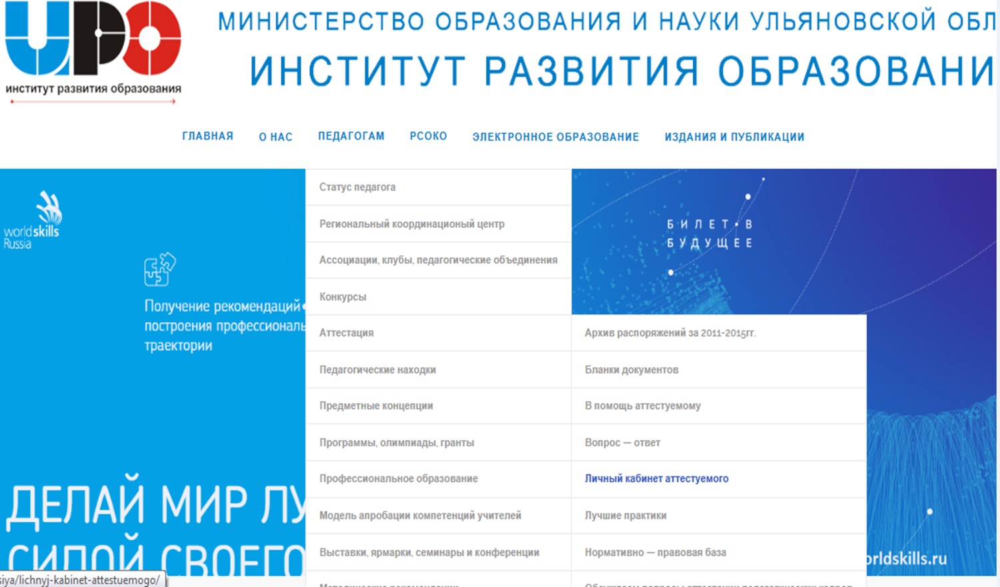 ИРО
институт развития образования
МИНИСТЕРСТВО ОБРАЗОВАНИЯ И НАУКИ УЛЬЯНОВСКОЙ ОБЛ
ИНСТИТУТ РАЗВИТИЯ ОБРАЗОВАНИ
ГЛАВНАЯ О НАС ПЕДАГОГАМ РСОКО ЭЛЕКТРОННОЕ ОБРАЗОВАНИЕ ИЗДАНИЯ И ПУБЛИКАЦИИ
worldskills
Russia
Получение рекомендаций
построения профессиональ
траектории
ДЕЛАЙ МИР ЛУ
СИЛОЙ СВОЕГО
Статус педагога
Региональный координационый центр
Ассоциации, клубы, педагогические объединения
Конкурсы
Аттестация
Педагогические находки
Предметные концепции
Программы, олимпиады, гранты
Профессиональное образование
Модель апробации компетенций учителей
Выставки, ярмарки, семинары и конференции
БИЛЕТ В
БУДУЩЕЕ
Архив распоряжений за 2011-2015гг.
Бланки документов
В помощь аттестуемому
Вопрос — ответ
Личный кабинет аттестуемого
Лучшие практики
Нормативно — правовая база
orldskills.ru
siya/lichnyj-kabinet-attestuemogo/